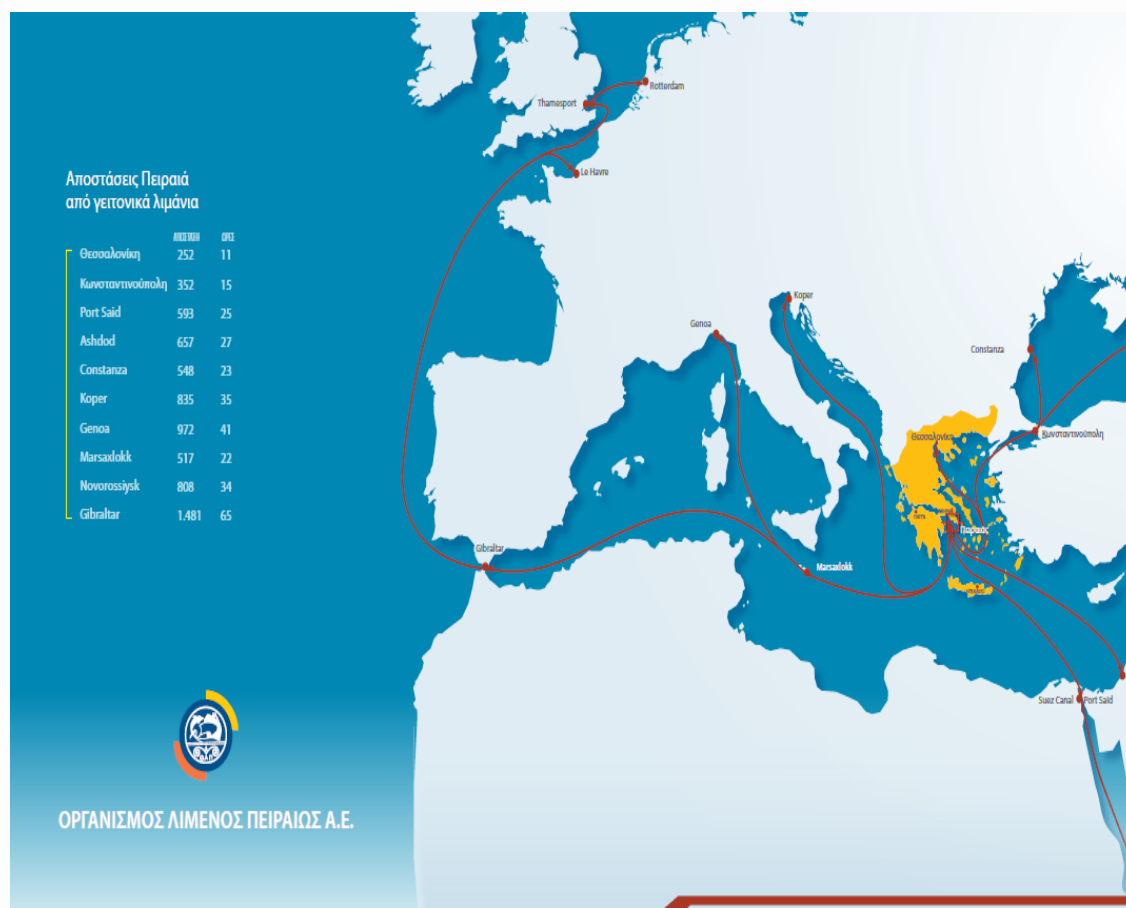 Αποστάσεις Πειραιά
από γειτονικά λιμάνια
ΑΠΟΣΤΑΣΗ ΩΡΕΣ
Θεσσαλονίκη 252 11
Κωνσταντινούπολη 352 15
Port Said 593 25
Ashdod 657 27
Constanza 548 23
Koper 835 35
Genoa 972 41
Marsaxlokk 517 22
Novorossiysk 808 34
Gibraltar 1.481 65
ΟΡΓΑΝΙΣΜΟΣ ΛΙΜΕΝΟΣ ΠΕΙΡΑΙΩΣ Α.Ε.
Rotterdam
Thamesport
Le Havre
Koper
Genoa
Constanza
Κωνσταντινούπολη
Θεσσαλονίκη
Πειραιάς
Gibraltar
Marsaxlokk
Suez Canal
Port Said